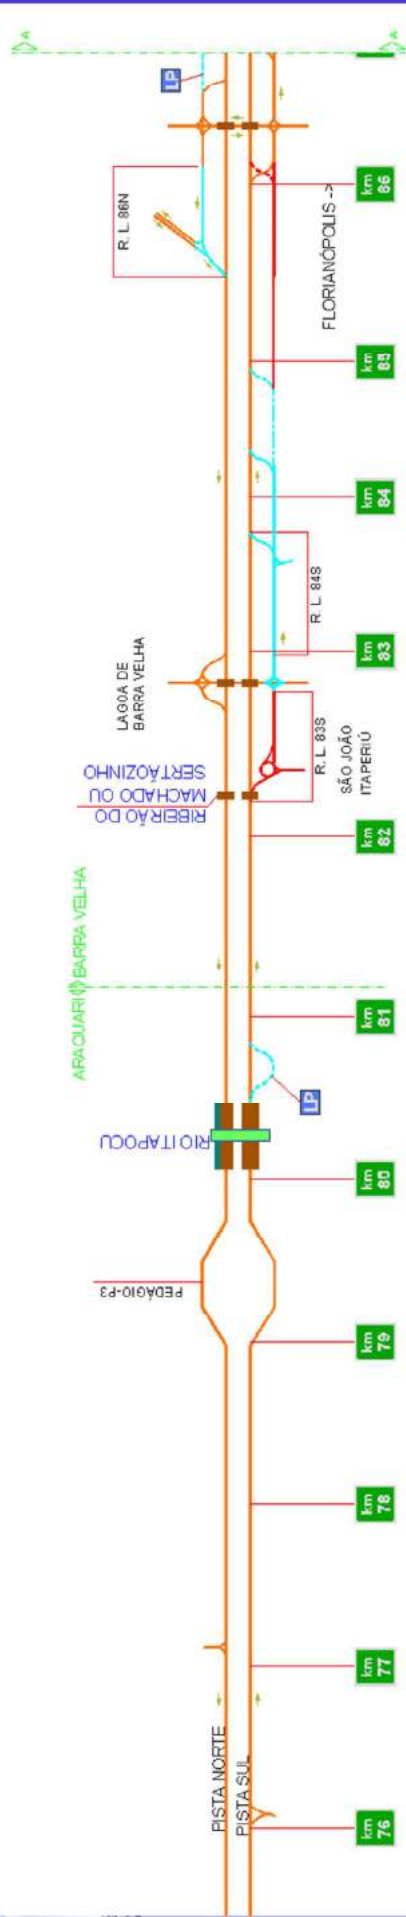 A
A
ARAQUARI BARRA VELHA
PEDÁGIO-P3
RIO ITAPOCU
RIBEIRÃO DO
MACHADO OU
SERTÃOZINHO
LAGOA DE
BARRA VELHA
R. L. 86N
LP
PISTA NORTE
PISTA SUL
LP
R. L. 83S
R. L. 84S
SÃO JOÃO
ITAPERIÚ
FLORIANÓPOLIS ->
km
76
km
77
km
78
km
79
km
80
km
81
km
82
km
83
km
84
km
85
km
86